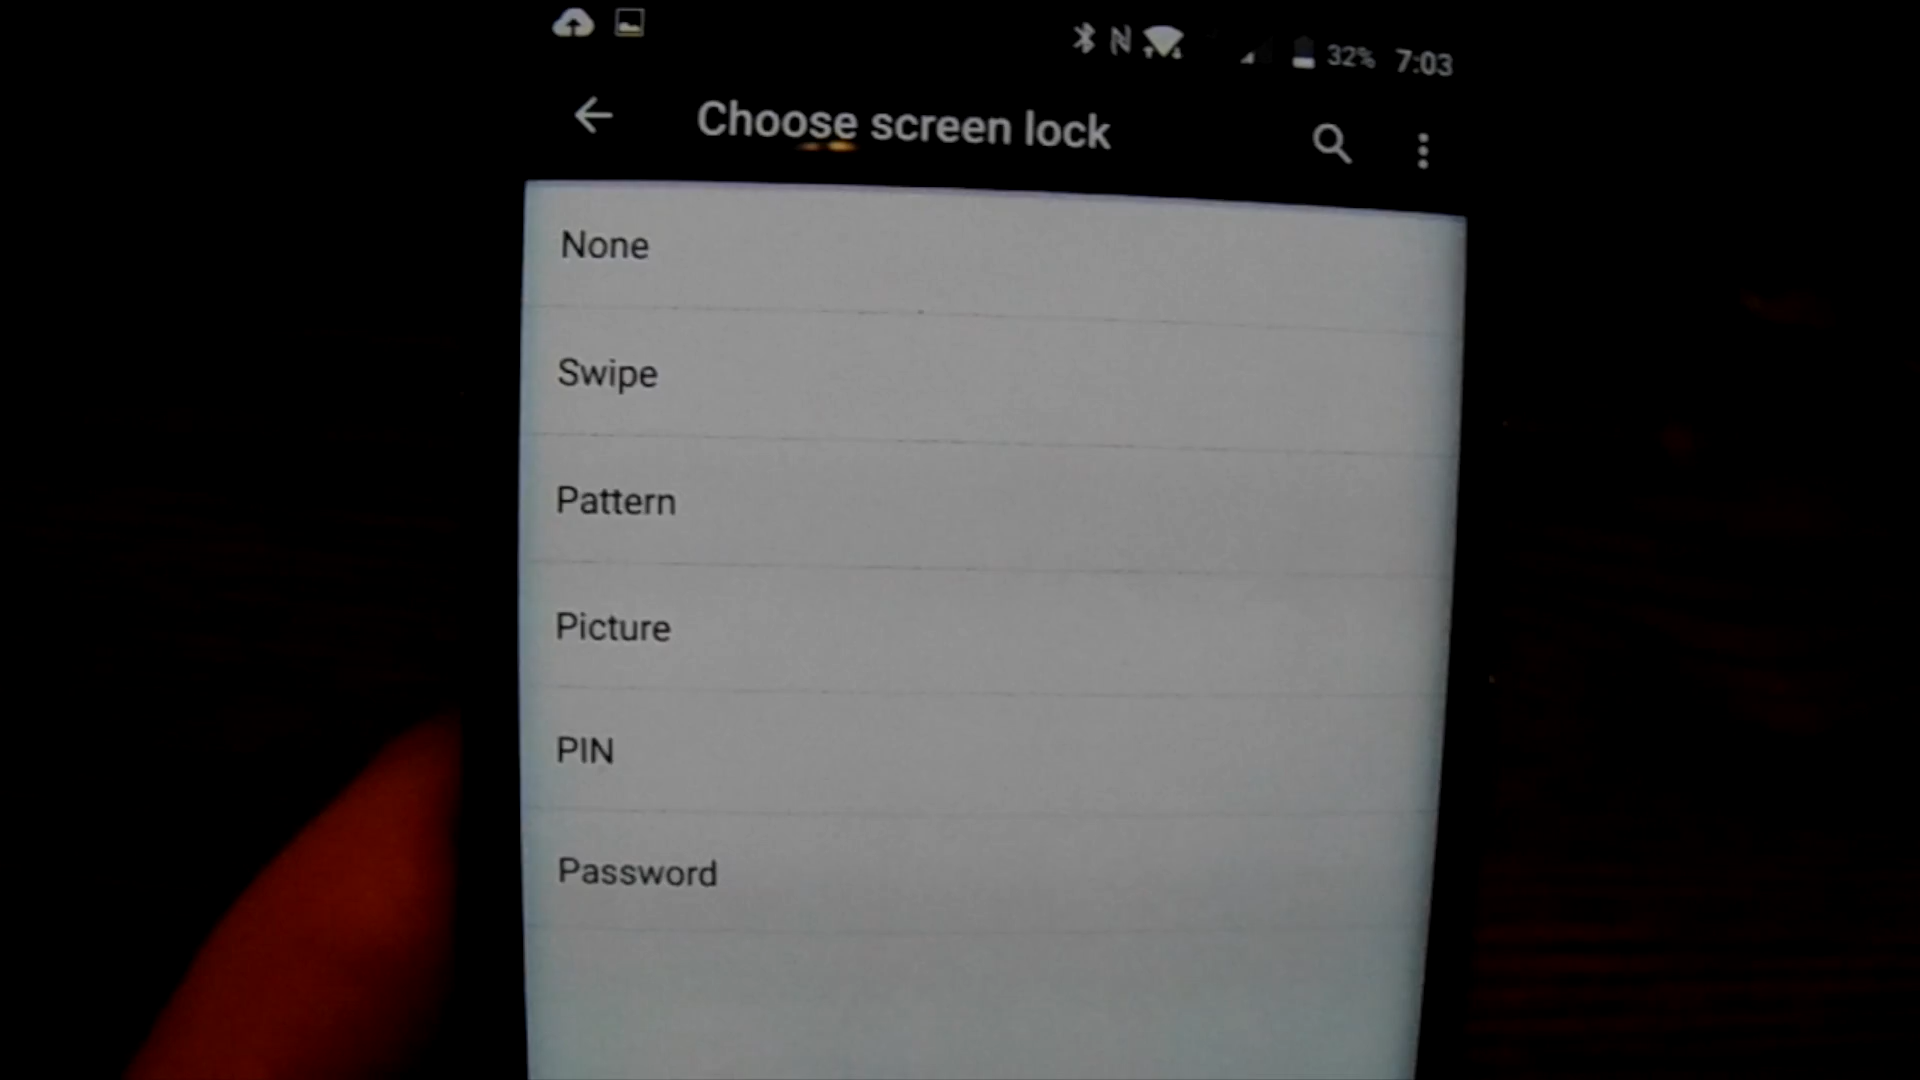 32% 7:03
Choose screen lock
None
Swipe
Pattern
Picture
PIN
Password